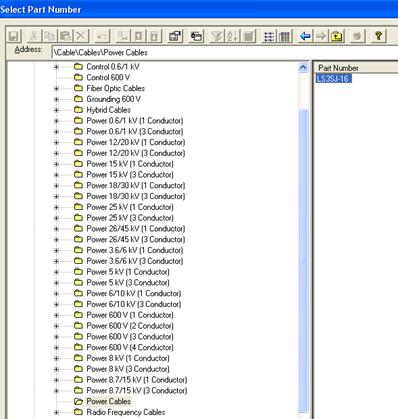 Select Part Number
Address: \Cable\Cables\Power Cables
Control 0.6/1 kV
Control 600 V
Fiber Optic Cables
Grounding 600 V
Hybrid Cables
Power 0.6/1 kV (1 Conductor)
Power 0.6/1 kV (3 Conductor)
Power 12/20 kV (1 Conductor)
Power 12/20 kV (3 Conductor)
Power 15 kV (1 Conductor)
Power 15 kV (3 Conductor)
Power 18/30 kV (1 Conductor)
Power 18/30 kV (3 Conductor)
Power 25 kV (1 Conductor)
Power 25 kV (3 Conductor)
Power 26/45 kV (1 Conductor)
Power 26/45 kV (3 Conductor)
Power 3.6/6 kV (1 Conductor)
Power 3.6/6 kV (3 Conductor)
Power 5 kV (1 Conductor)
Power 5 kV (3 Conductor)
Power 6/10 kV (1 Conductor)
Power 6/10 kV (3 Conductor)
Power 600 V (1 Conductor)
Power 600 V (2 Conductor)
Power 600 V (3 Conductor)
Power 600 V (4 Conductor)
Power 8 kV (1 Conductor)
Power 8 kV (3 Conductor)
Power 8.7/15 kV (1 Conductor)
Power 8.7/15 kV (3 Conductor)
Power Cables
Radio Frequency Cables
Part Number
LS3SJ-16